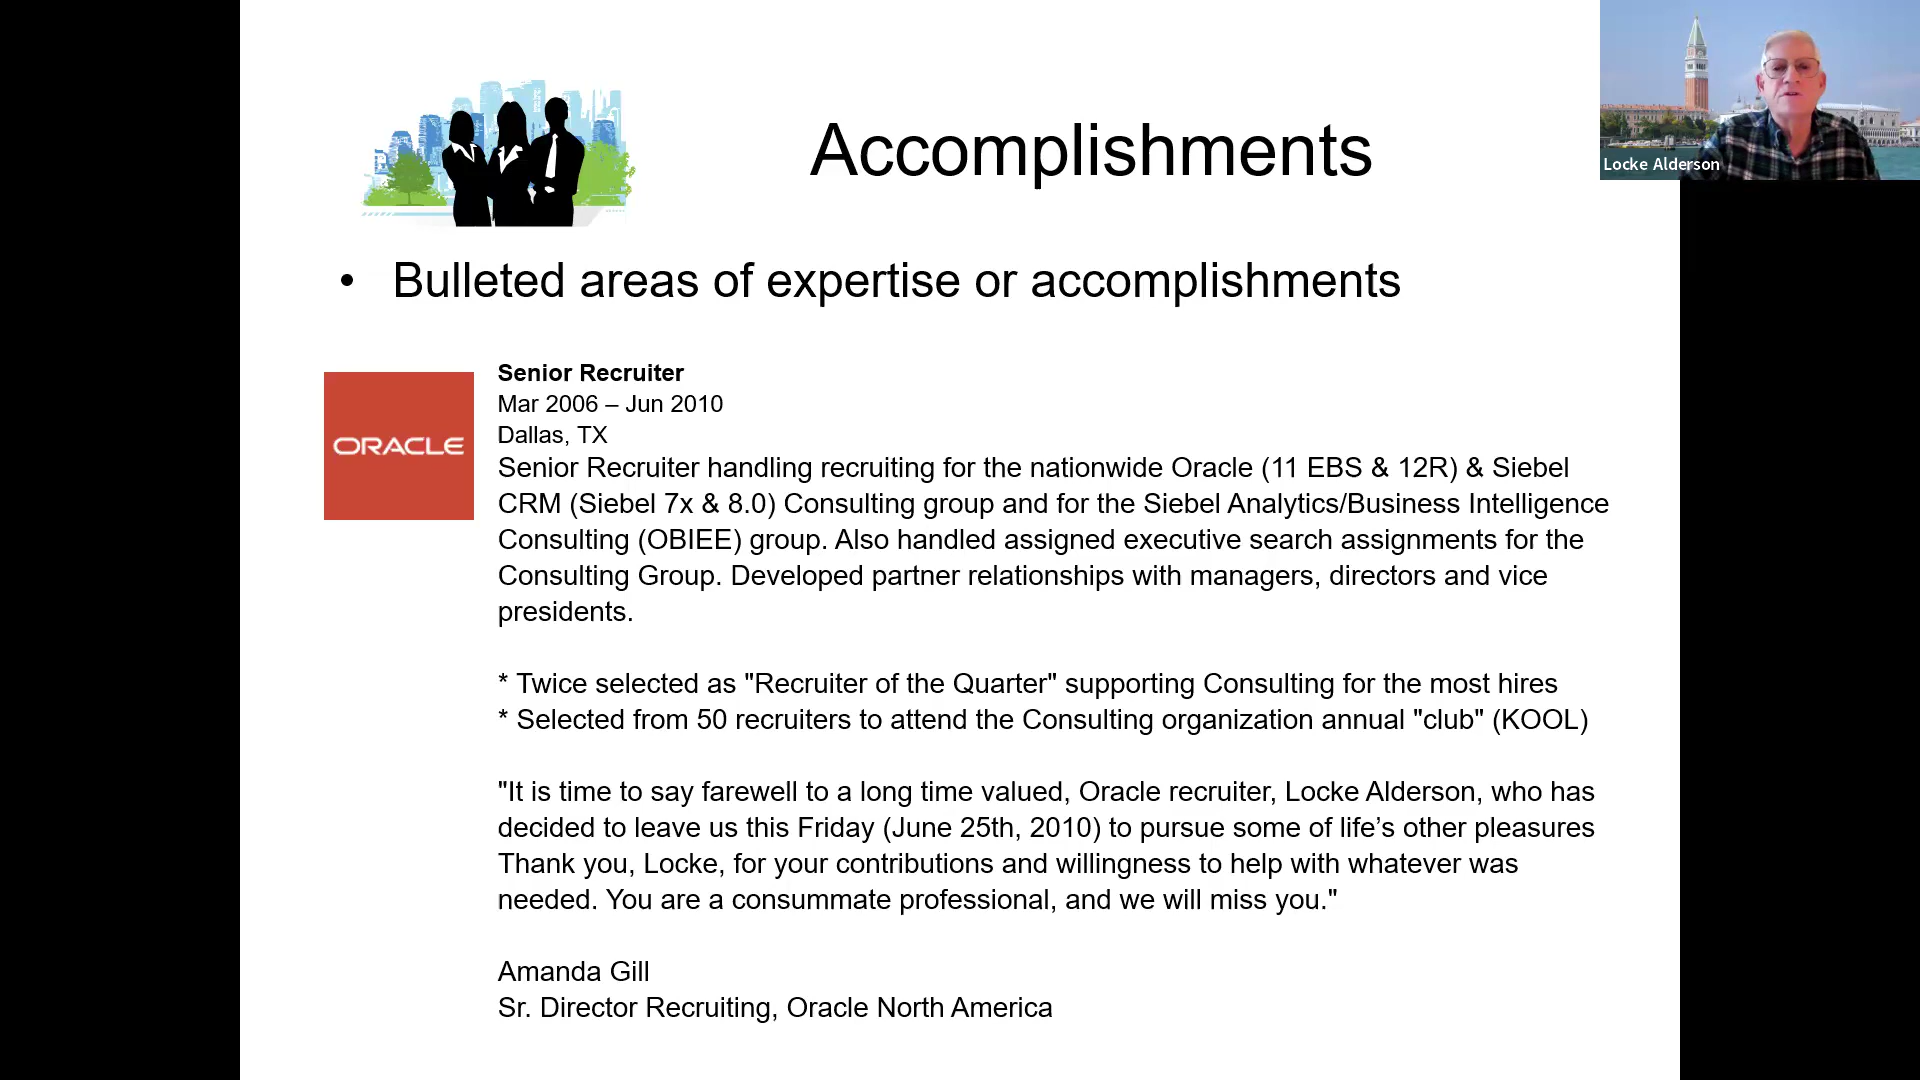 Accomplishments
Locke Alderson
• Bulleted areas of expertise or accomplishments
ORACLE
Senior Recruiter
Mar 2006 – Jun 2010
Dallas, TX
Senior Recruiter handling recruiting for the nationwide Oracle (11 EBS & 12R) & Siebel
CRM (Siebel 7x & 8.0) Consulting group and for the Siebel Analytics/Business Intelligence
Consulting (OBIEE) group. Also handled assigned executive search assignments for the
Consulting Group. Developed partner relationships with managers, directors and vice
presidents.
* Twice selected as "Recruiter of the Quarter" supporting Consulting for the most hires
* Selected from 50 recruiters to attend the Consulting organization annual "club" (KOOL)
"It is time to say farewell to a long time valued, Oracle recruiter, Locke Alderson, who has
decided to leave us this Friday (June 25th, 2010) to pursue some of life’s other pleasures
Thank you, Locke, for your contributions and willingness to help with whatever was
needed. You are a consummate professional, and we will miss you."
Amanda Gill
Sr. Director Recruiting, Oracle North America